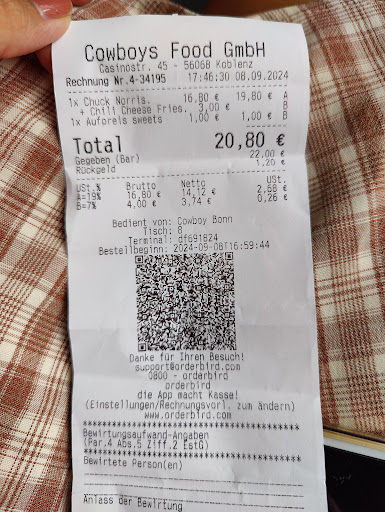 Cowboys Food GmbH
Casinostr. 45 - 56068 Koblenz
Rechnung Nr.4-34195 17:46:30 08.09.2024
1x Chuck Norris. 16,80 € 19,80 € A
+ Chili Cheese Fries. 3,00 € B
1x Auforels sweets 1,00 € 1,00 € B
Total 20,80 €
Gegeben (Bar) 22,00 €
Rückgeld 1,20 €
USt.% Brutto Netto USt.
A=19% 16,80 € 14,12 € 2,68 €
B=7% 4,00 € 3,74 € 0,26 €
Bedient von: Cowboy Bonn
Tisch: 8
Terminal: df691824
Bestellbeginn: 2024-09-08T16:59:44
Danke für Ihren Besuch!
support@orderbird.com
0800 - orderbird
orderbird
die App macht Kasse!
(Einstellungen/Rechnungsvorl. zum ändern)
www.orderbird.com
****************************************
Bewirtungsaufwand-Angaben
(Par.4 Abs.5 Ziff.2 EstG)
****************************************
Bewirtete Person(en)
Anlass der Bewirtung